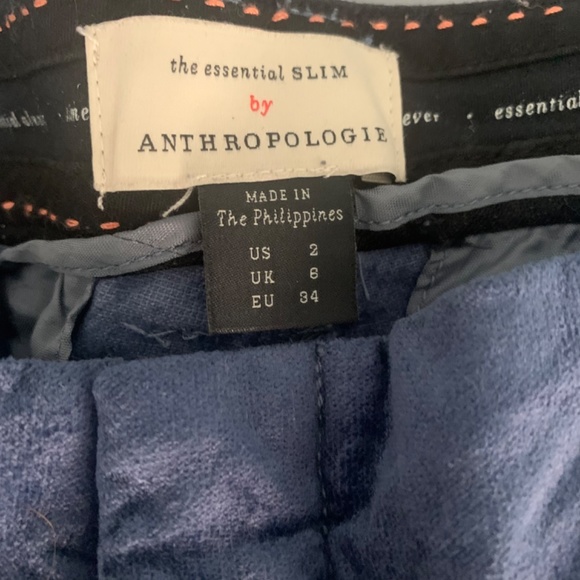 the essential SLIM
by
ANTHROPOLOGIE
ever · essential
MADE IN
The Philippines
US 2
UK 6
EU 34